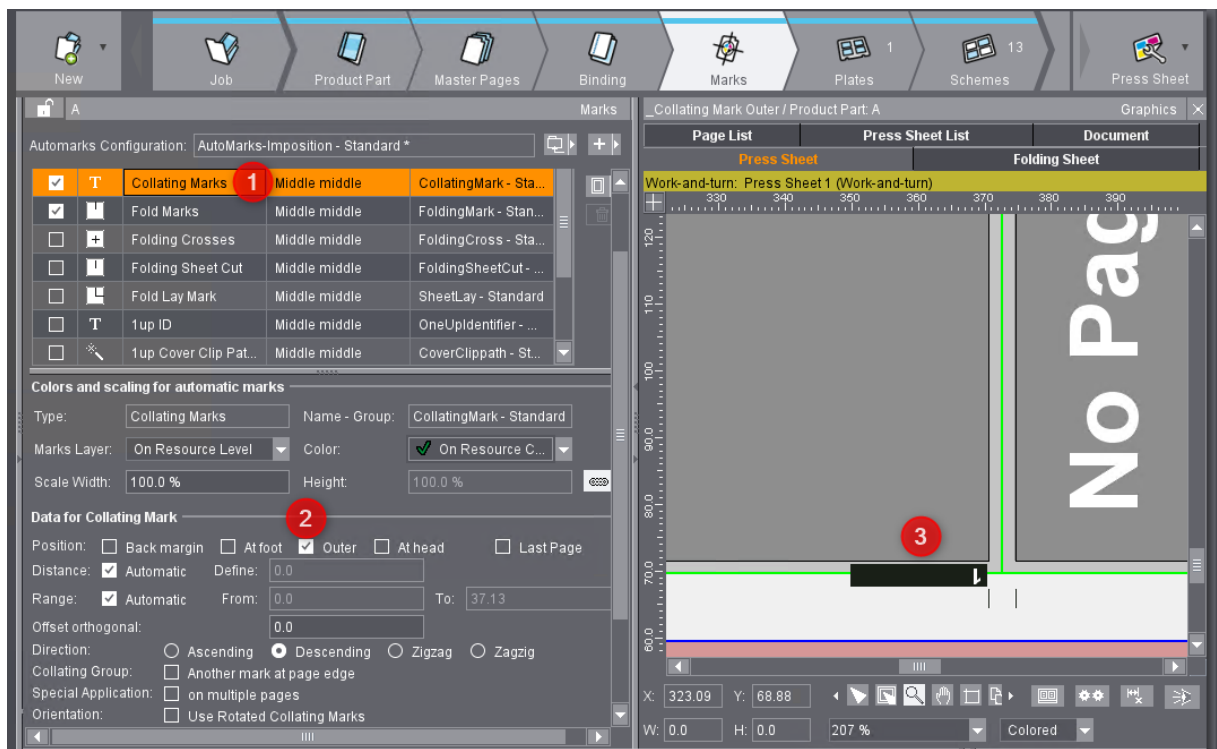 New
Job
Product Part
Master Pages
Binding
Marks
1
Plates
13
Schemes
Press Sheet
A
Marks
Automarks Configuration: AutoMarks-Imposition - Standard *
Collating Marks 1 Middle middle CollatingMark - Sta...
Fold Marks Middle middle FoldingMark - Stan...
Folding Crosses Middle middle FoldingCross - Sta...
Folding Sheet Cut Middle middle FoldingSheetCut - ...
Fold Lay Mark Middle middle SheetLay - Standard
T 1up ID Middle middle OneUpIdentifier - ...
1up Cover Clip Pat... Middle middle CoverClippath - St...
Colors and scaling for automatic marks
Type: Collating Marks Name - Group: CollatingMark - Standard
Marks Layer: On Resource Level Color: On Resource C...
Scale Width: 100.0 % Height: 100.0 %
Data for Collating Mark 2
Position: Back margin At foot Outer At head Last Page
Distance: Automatic Define: 0.0
Range: Automatic From: 0.0 To: 37.13
Offset orthogonal: 0.0
Direction: Ascending Descending Zigzag Zagzig
Collating Group: Another mark at page edge
Special Application: on multiple pages
Orientation: Use Rotated Collating Marks
_Collating Mark Outer / Product Part: A Graphics
Page List Press Sheet List Document
Press Sheet Folding Sheet
Work-and-turn: Press Sheet 1 (Work-and-turn)
330 340 350 360 370 380 390
120
110
100
90.0
80.0
70.0
60.0
No Pag
3
1
X: 323.09 Y: 68.88
W: 0.0 H: 0.0 207 % Colored